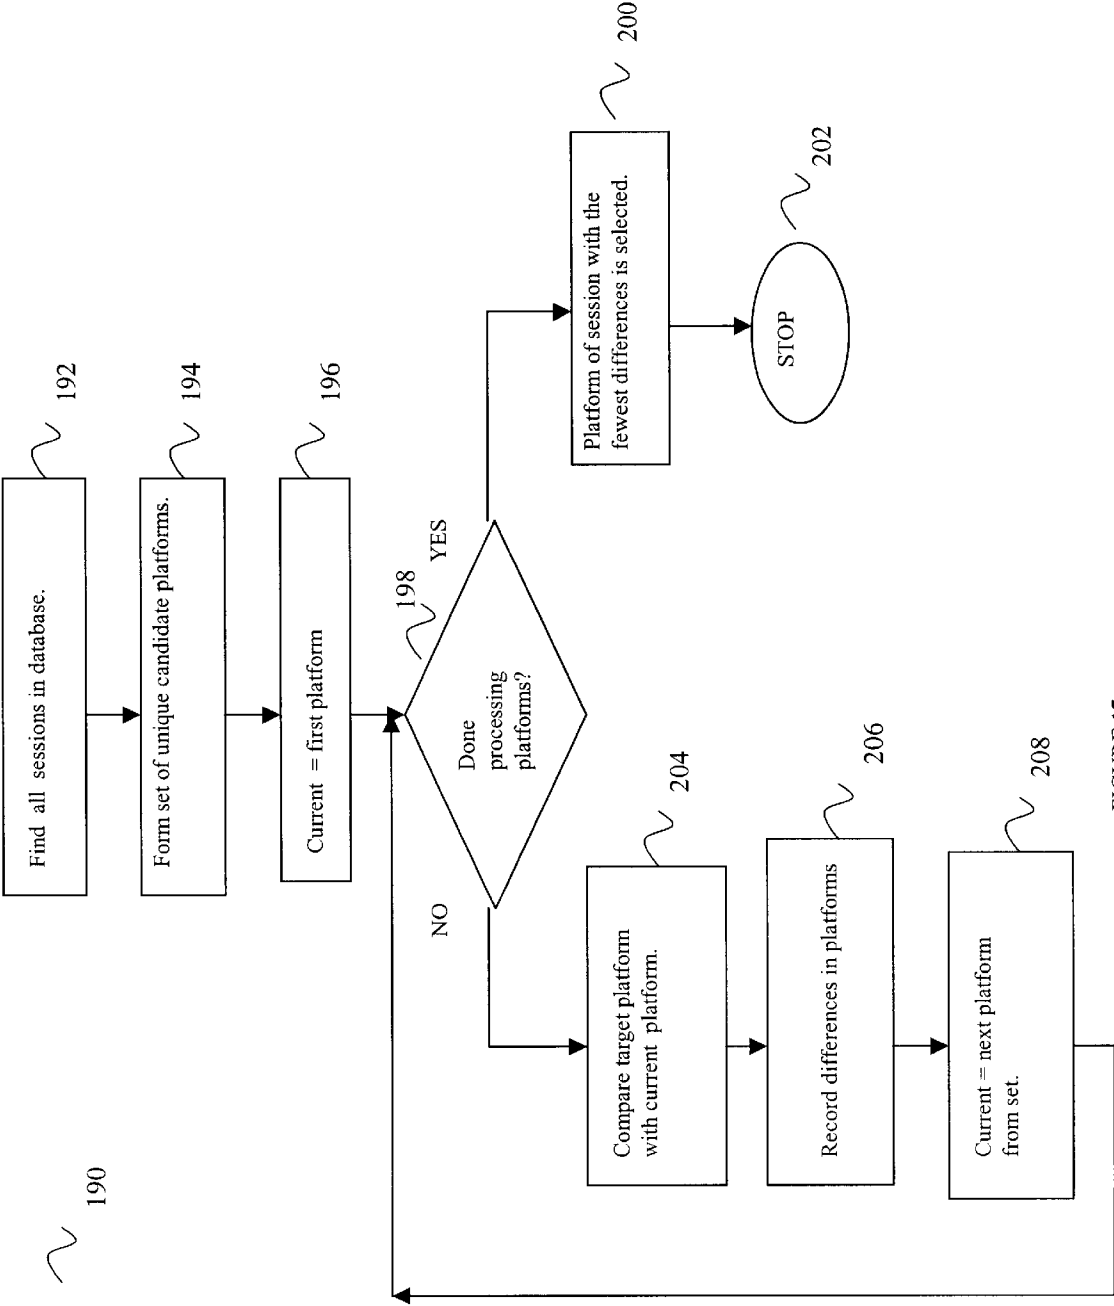 190
Find all sessions in database.
192
Form set of unique candidate platforms.
194
Current = first platform
196
198
Done
processing
platforms?
YES
NO
Platform of session with the
fewest differences is selected.
200
STOP
202
Compare target platform
with current platform.
204
Record differences in platforms
206
Current = next platform
from set.
208